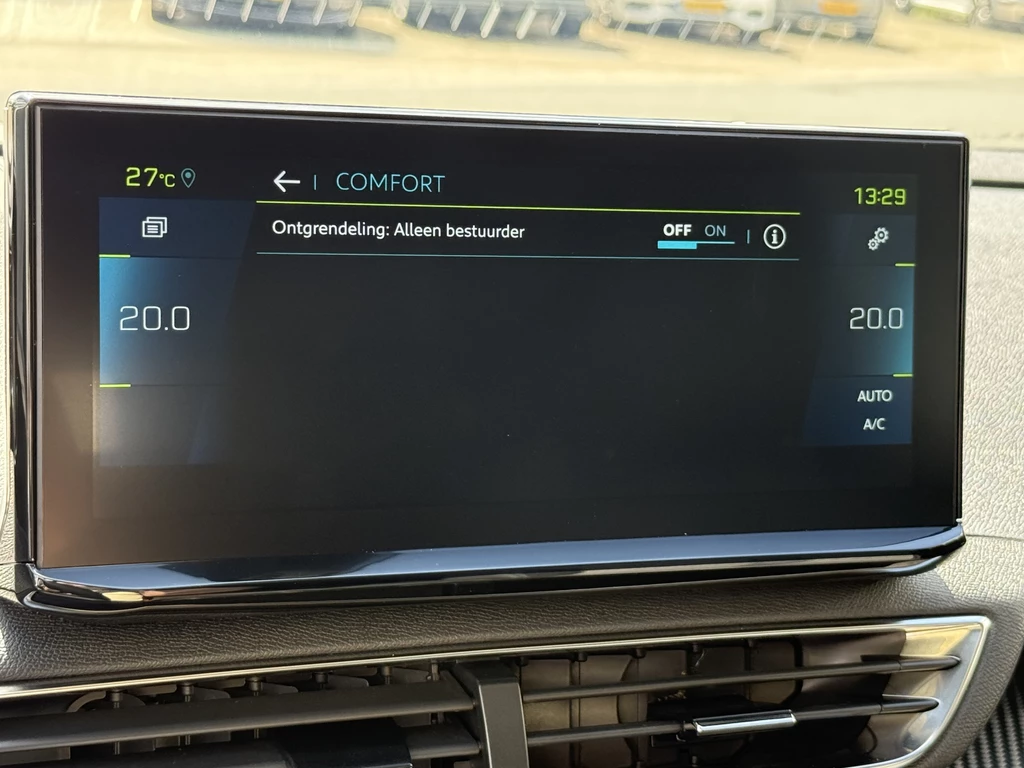 27°C
COMFORT
13:29
Ontgrendeling: Alleen bestuurder
OFF ON
20.0
20.0
AUTO
A/C